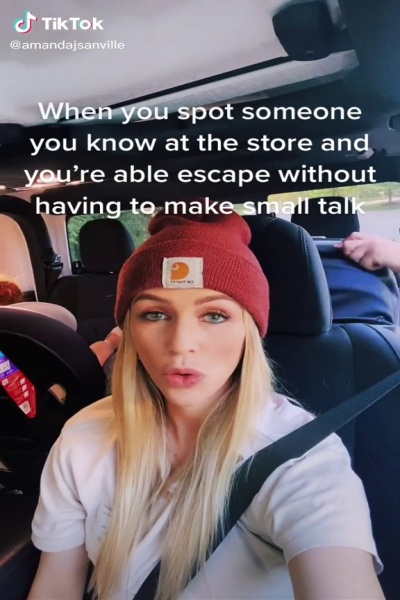 TikTok
@amandajsanville
When you spot someone
you know at the store and
you're able escape without
having to make small talk